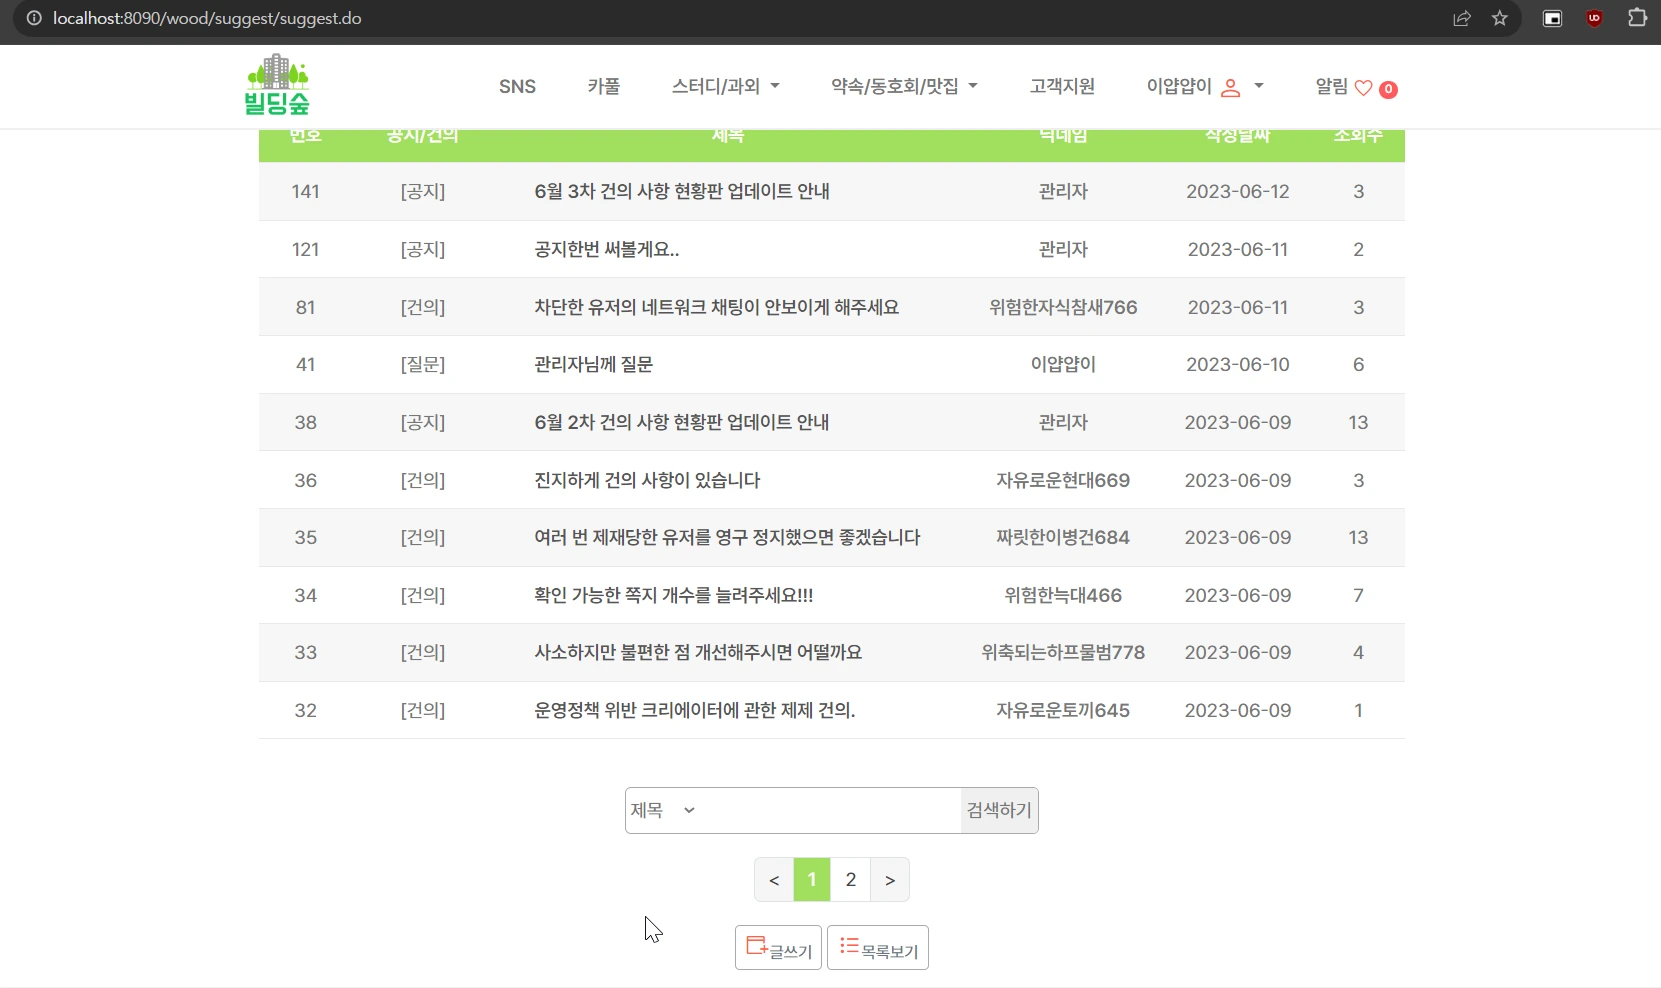 localhost:8090/wood/suggest/suggest.do
빌딩숲 SNS 카풀 스터디/과외 약속/동호회/맛집 고객지원 이얍얍이 알림 0
번호 공지/건의 제목 닉네임 작성날짜 조회수
141 [공지] 6월 3차 건의 사항 현황판 업데이트 안내 관리자 2023-06-12 3
121 [공지] 공지한번 써볼게요.. 관리자 2023-06-11 2
81 [건의] 차단한 유저의 네트워크 채팅이 안보이게 해주세요 위험한자식참새766 2023-06-11 3
41 [질문] 관리자님께 질문 이얍얍이 2023-06-10 6
38 [공지] 6월 2차 건의 사항 현황판 업데이트 안내 관리자 2023-06-09 13
36 [건의] 진지하게 건의 사항이 있습니다 자유로운현대669 2023-06-09 3
35 [건의] 여러 번 제재당한 유저를 영구 정지했으면 좋겠습니다 짜릿한이병건684 2023-06-09 13
34 [건의] 확인 가능한 쪽지 개수를 늘려주세요!!! 위험한늑대466 2023-06-09 7
33 [건의] 사소하지만 불편한 점 개선해주시면 어떨까요 위축되는하프물범778 2023-06-09 4
32 [건의] 운영정책 위반 크리에이터에 관한 제제 건의. 자유로운토끼645 2023-06-09 1
제목 검색하기
< 1 2 >
글쓰기 목록보기